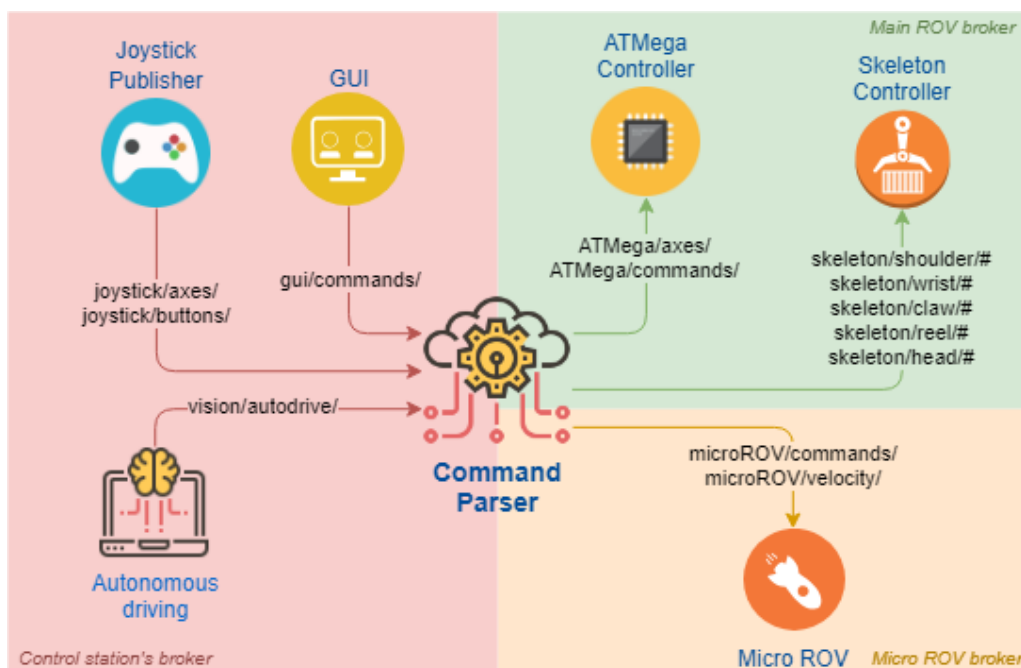 Main ROV broker
Joystick
Publisher
GUI
ATMega
Controller
Skeleton
Controller
joystick/axes/
joystick/buttons/
gui/commands/
ATMega/axes/
ATMega/commands/
skeleton/shoulder/#
skeleton/wrist/#
skeleton/claw/#
skeleton/reel/#
skeleton/head/#
vision/autodrive/
Command
Parser
microROV/commands/
microROV/velocity/
Autonomous
driving
Micro ROV
Control station's broker
Micro ROV broker